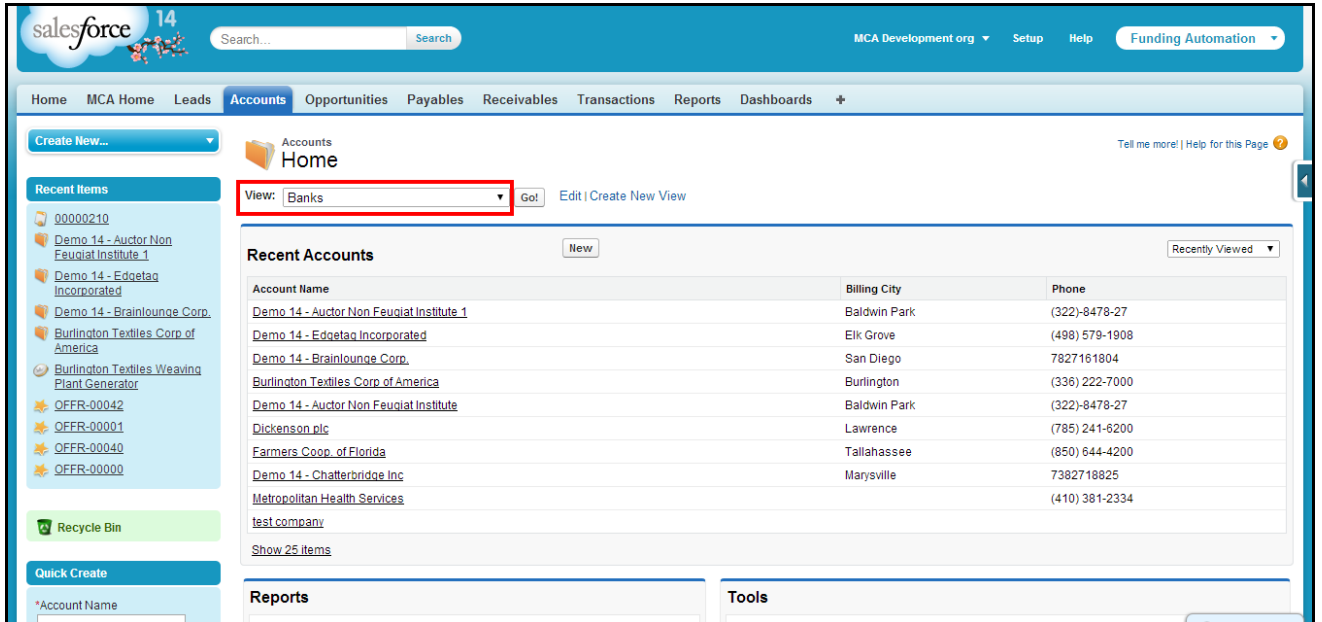 salesforce 14
Search... Search MCA Development org Setup Help Funding Automation
Home MCA Home Leads Accounts Opportunities Payables Receivables Transactions Reports Dashboards +
Create New...
Accounts
Home
Tell me more! | Help for this Page ?
Recent Items
00000210
Demo 14 - Auctor Non
Feugiat Institute 1
Demo 14 - Edgetag
Incorporated
Demo 14 - Brainlounge Corp.
Burlington Textiles Corp of
America
Burlington Textiles Weaving
Plant Generator
OFFR-00042
OFFR-00001
OFFR-00040
OFFR-00000
Recycle Bin
Quick Create
*Account Name
View: Banks Go! Edit | Create New View
Recent Accounts New Recently Viewed
Account Name Billing City Phone
Demo 14 - Auctor Non Feugiat Institute 1 Baldwin Park (322)-8478-27
Demo 14 - Edgetag Incorporated Elk Grove (498) 579-1908
Demo 14 - Brainlounge Corp. San Diego 7827161804
Burlington Textiles Corp of America Burlington (336) 222-7000
Demo 14 - Auctor Non Feugiat Institute Baldwin Park (322)-8478-27
Dickenson plc Lawrence (785) 241-6200
Farmers Coop. of Florida Tallahassee (850) 644-4200
Demo 14 - Chatterbridge Inc Marysville 7382718825
Metropolitan Health Services (410) 381-2334
test company
Show 25 items
Reports Tools